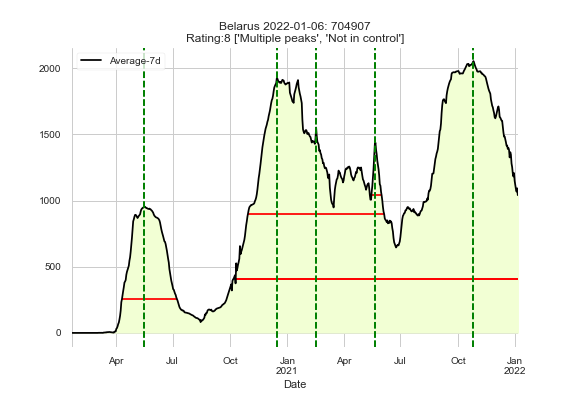 Belarus 2022-01-06: 704907
Rating:8 ['Multiple peaks', 'Not in control']
Average-7d
2000
1500
1000
500
0
Apr Jul Oct Jan Apr Jul Oct Jan
2021 2022
Date